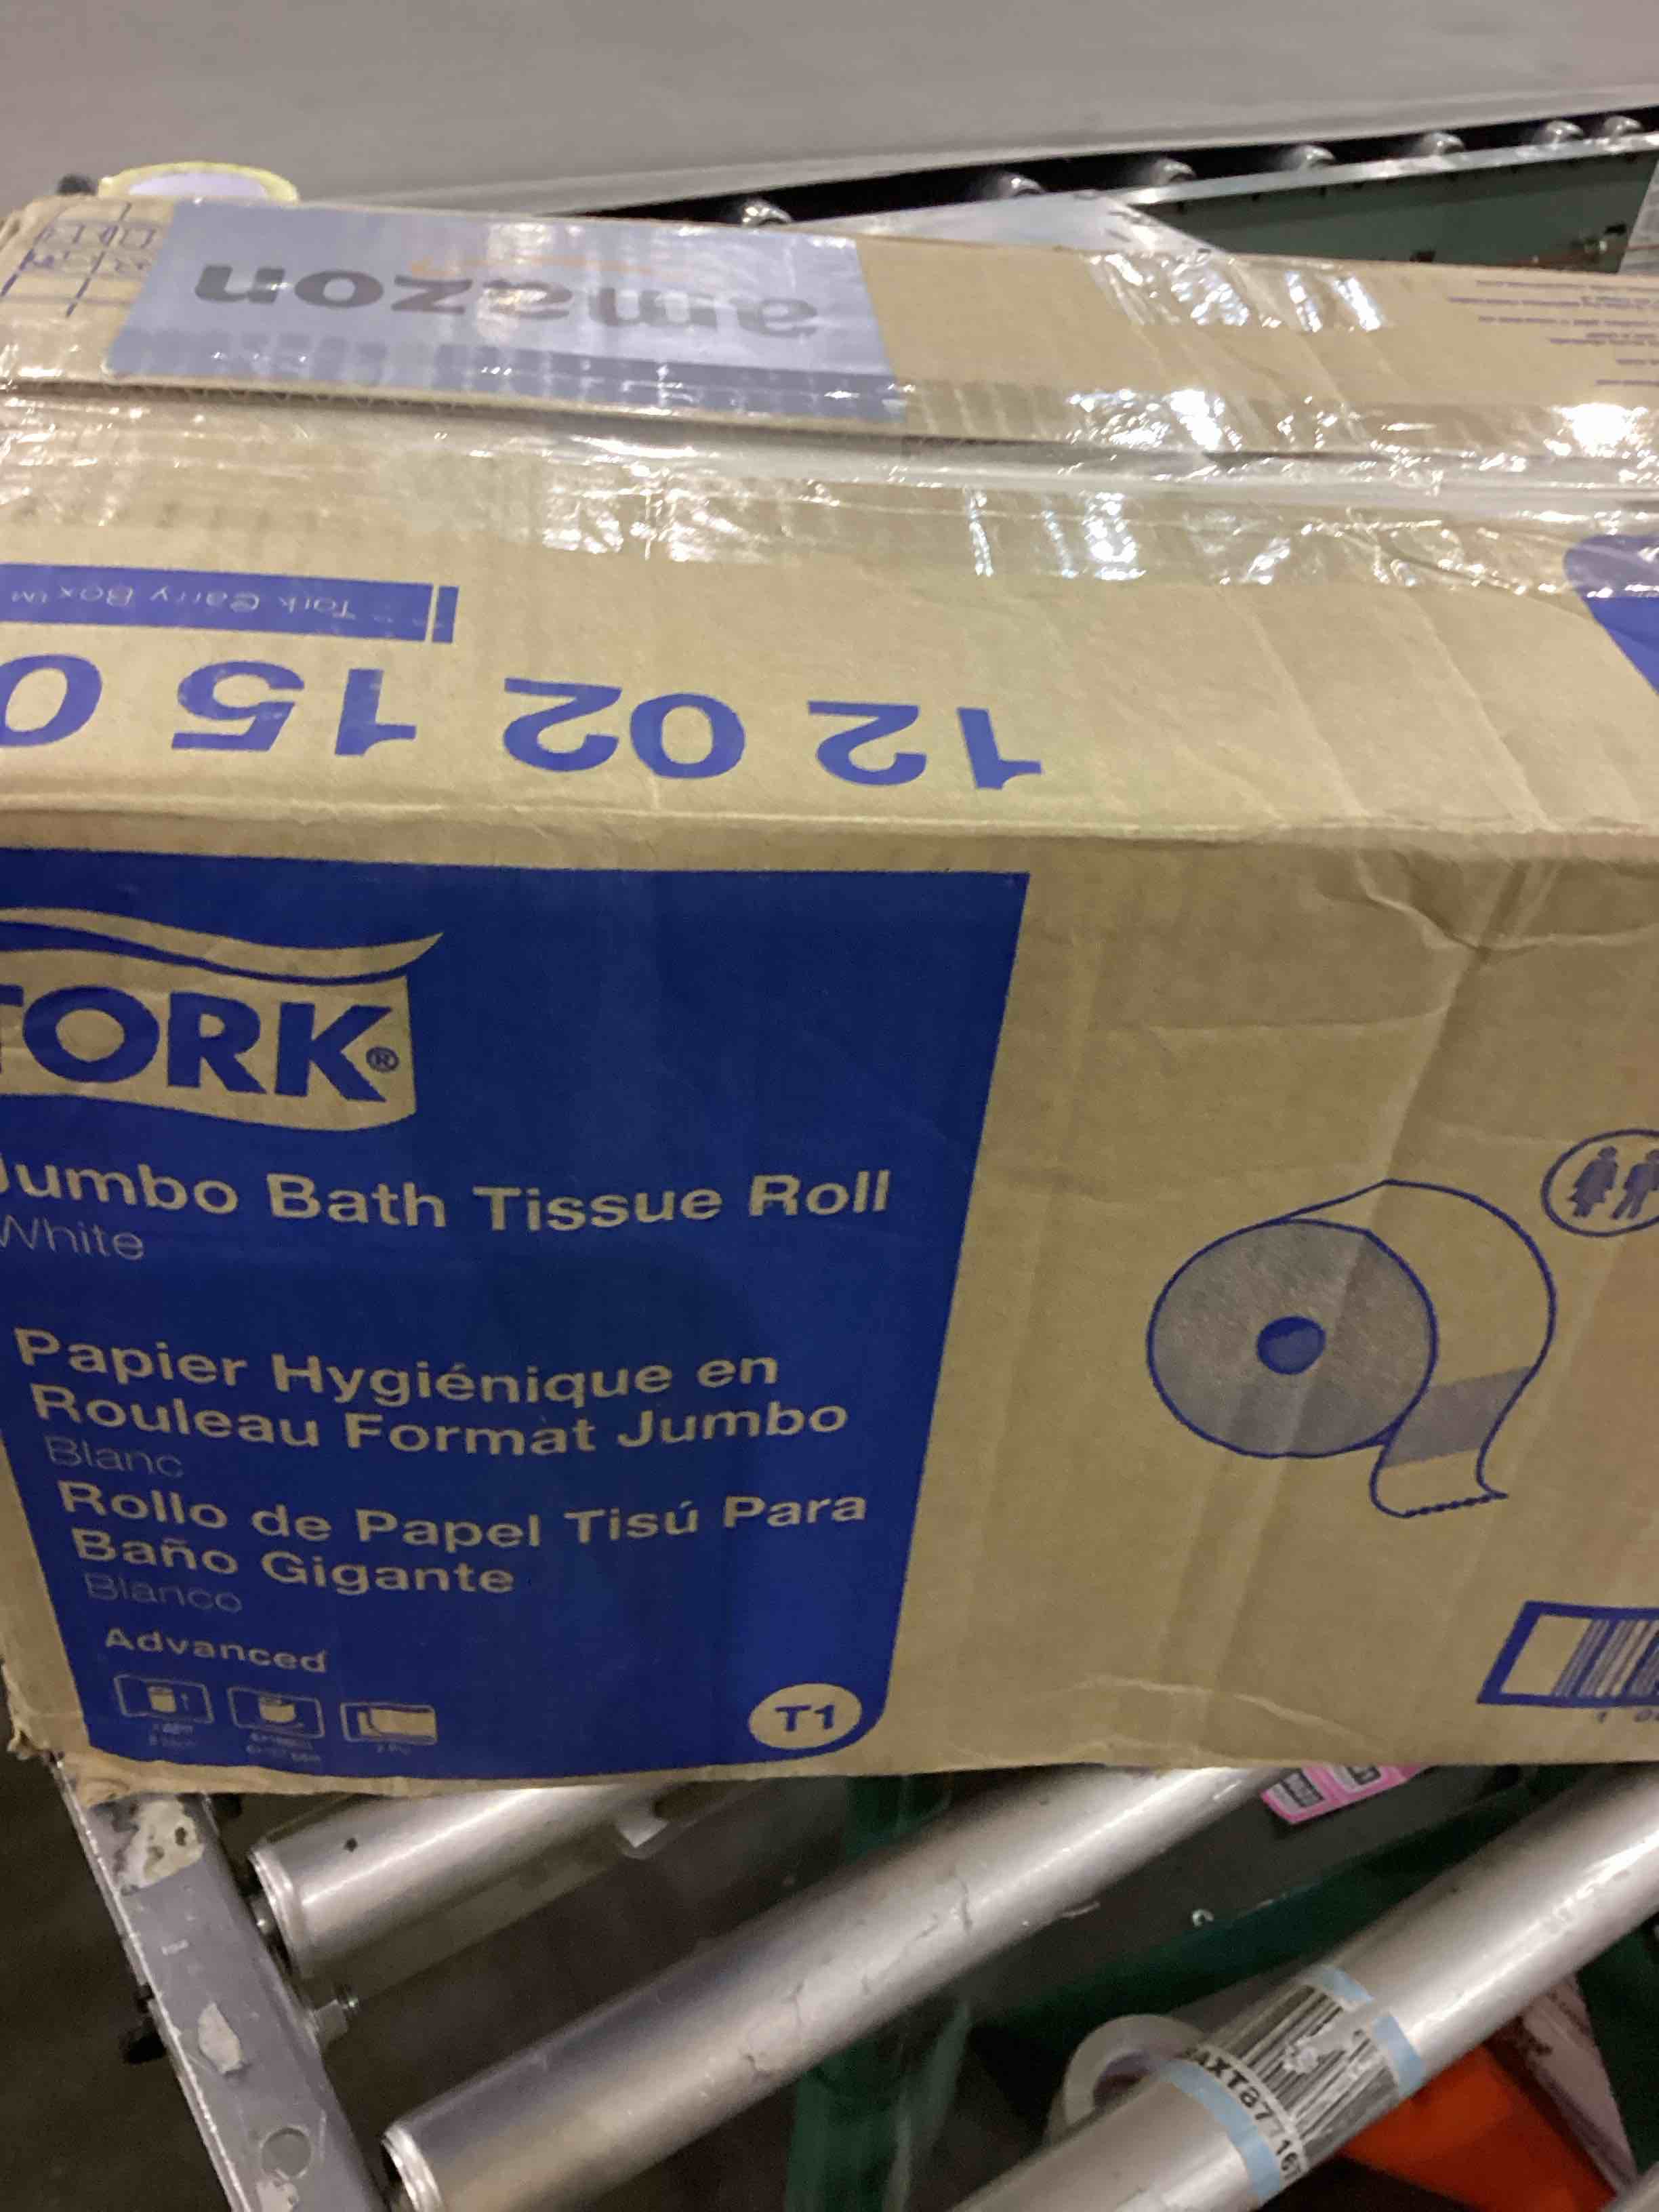 amazon
Tork Carry Box™
12 02 15 0
TORK®
Jumbo Bath Tissue Roll
White
Papier Hygiénique en
Rouleau Format Jumbo
Blanc
Rollo de Papel Tisú Para
Baño Gigante
Blanco
Advanced
T1